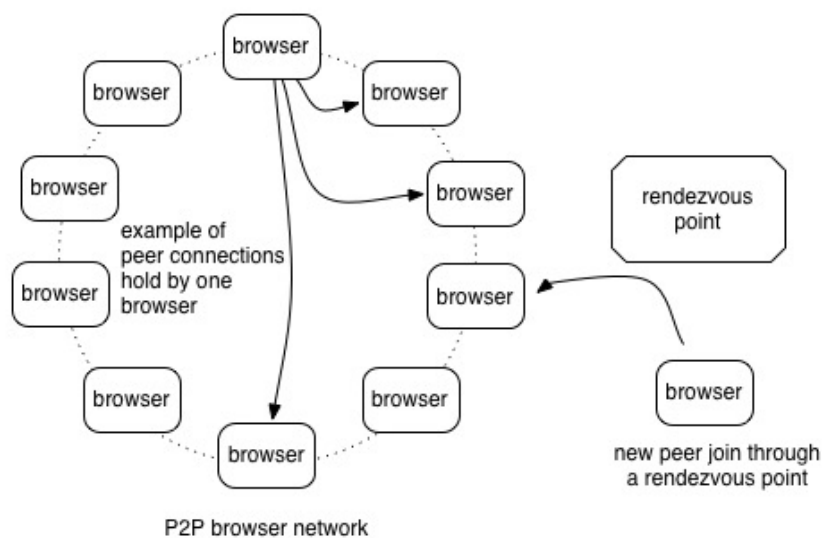 browser
browser
browser
browser
browser
browser
browser
browser
browser
browser
example of
peer connections
hold by one
browser
rendezvous
point
browser
new peer join through
a rendezvous point
P2P browser network